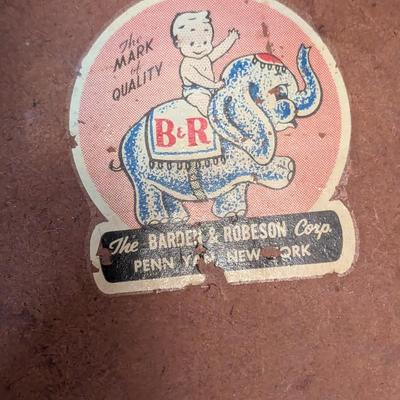 The
MARK
of
QUALITY
B&R
The BARDEN & ROBESON Corp.
PENN YAN NEW YORK